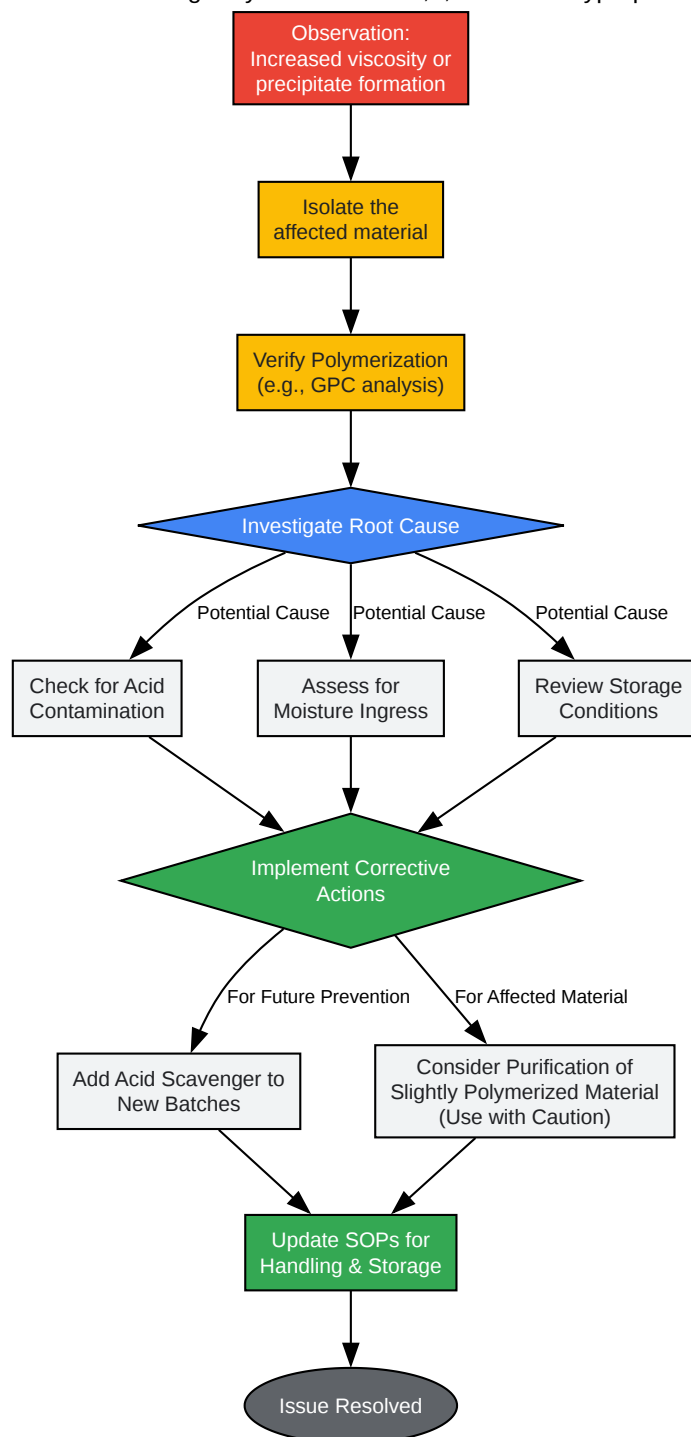 Observation:
Increased viscosity or
precipitate formation
Isolate the
affected material
Verify Polymerization
(e.g., GPC analysis)
Investigate Root Cause
Potential Cause
Potential Cause
Potential Cause
Check for Acid
Contamination
Assess for
Moisture Ingress
Review Storage
Conditions
Implement Corrective
Actions
For Future Prevention
For Affected Material
Add Acid Scavenger to
New Batches
Consider Purification of
Slightly Polymerized Material
(Use with Caution)
Update SOPs for
Handling & Storage
Issue Resolved